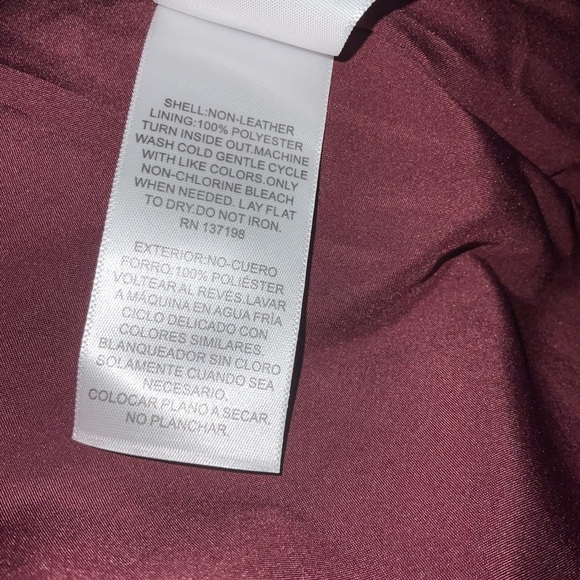 SHELL:NON-LEATHER
LINING:100% POLYESTER
TURN INSIDE OUT.MACHINE
WASH COLD GENTLE CYCLE
WITH LIKE COLORS.ONLY
NON-CHLORINE BLEACH
WHEN NEEDED. LAY FLAT
TO DRY.DO NOT IRON.
RN 137198
EXTERIOR:NO-CUERO
FORRO:100% POLIÉSTER
VOLTEAR AL REVÉS.LAVAR
A MÁQUINA EN AGUA FRÍA
CICLO DELICADO CON
COLORES SIMILARES.
BLANQUEADOR SIN CLORO
SOLAMENTE CUANDO SEA
NECESARIO.
COLOCAR PLANO A SECAR.
NO PLANCHAR.